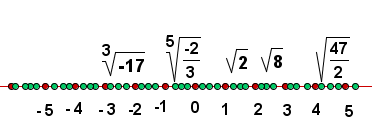 ∛-17 ⁵√(-2/3) √2 √8 √(47/2)
-5 -4 -3 -2 -1 0 1 2 3 4 5